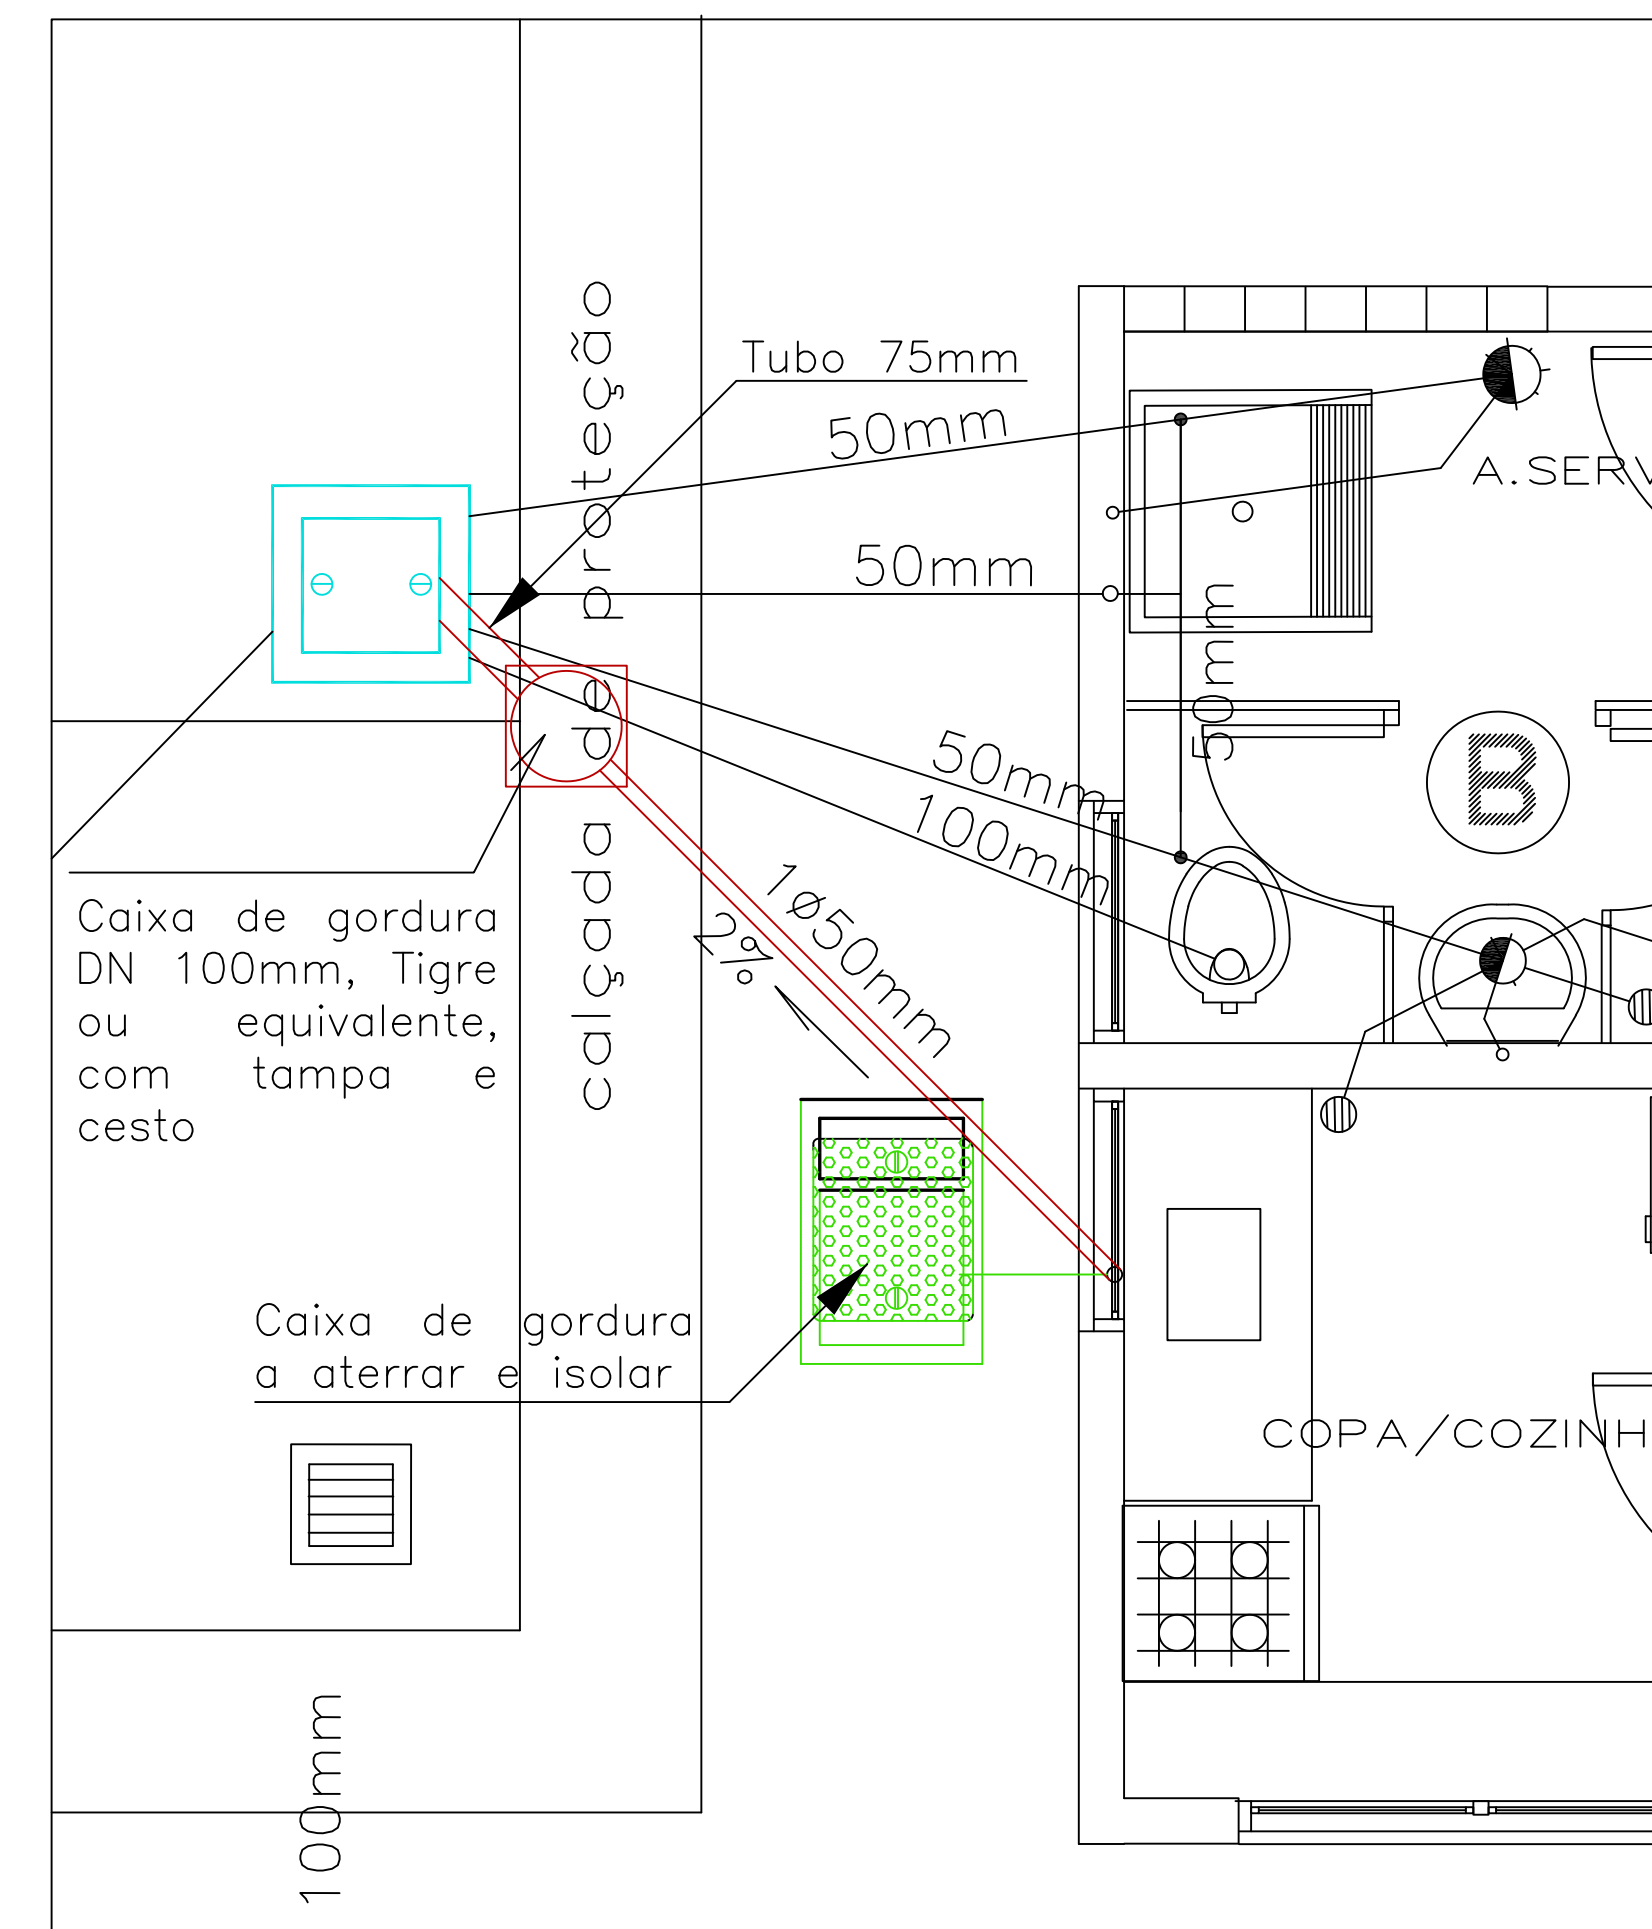 calçada de proteção
Tubo 75mm
50mm
A.SERV
50mm
50mm
B
50mm
100mm
1ø50mm
2%
Caixa de gordura
DN 100mm, Tigre
ou equivalente,
com tampa e
cesto
Caixa de gordura
a aterrar e isolar
COPA/COZINH
100mm